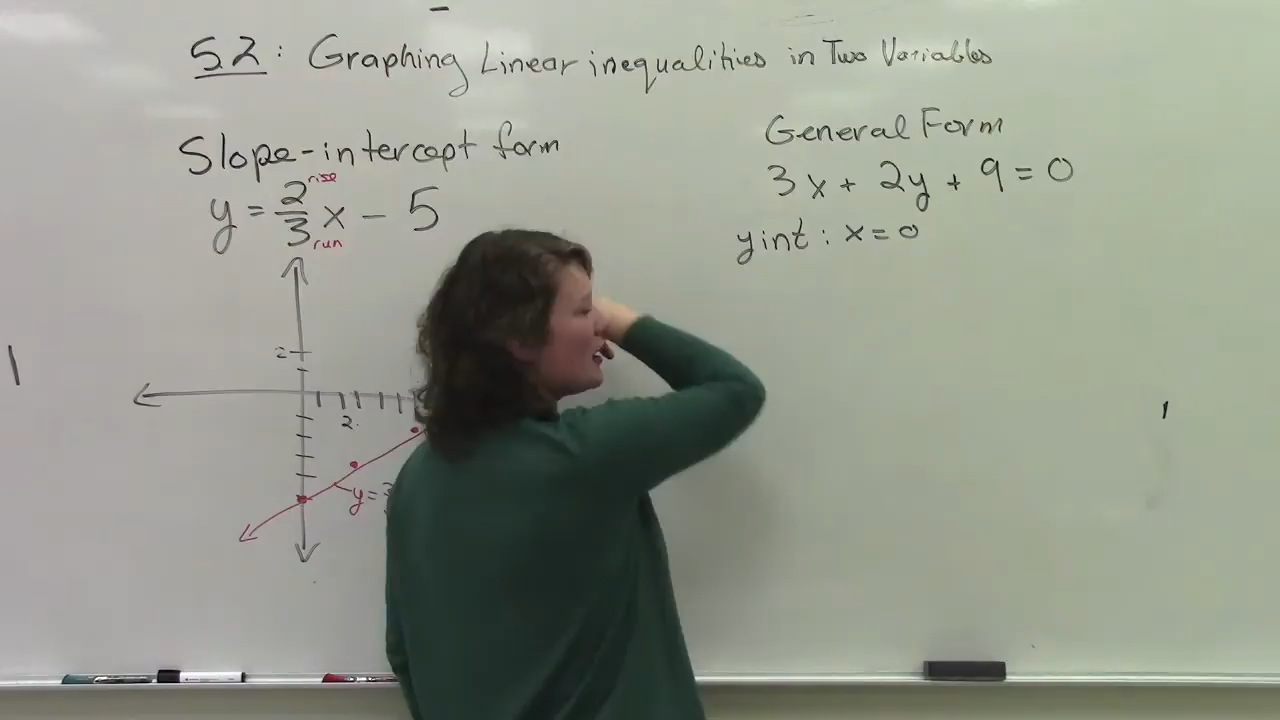 5.2: Graphing Linear inequalities in Two Variables
Slope-intercept form
y = 2/3 x - 5
rise
run
2
2
y =
General Form
3x + 2y + 9 = 0
yint: x = 0